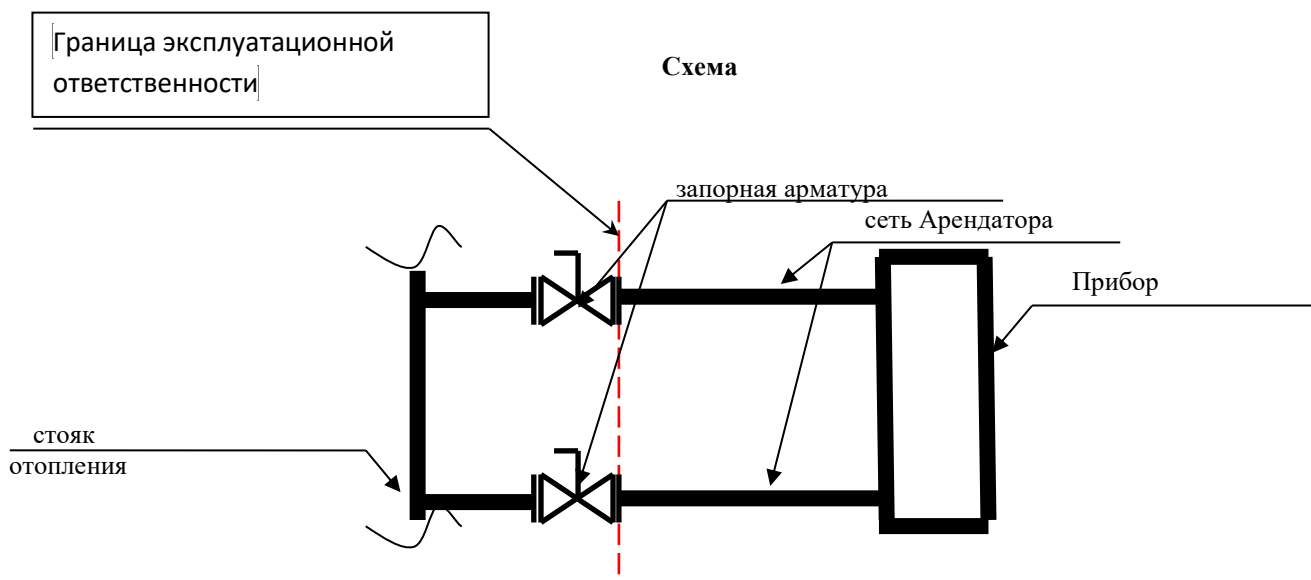 Граница эксплуатационной
ответственности
Схема
запорная арматура
сеть Арендатора
Прибор
стояк
отопления